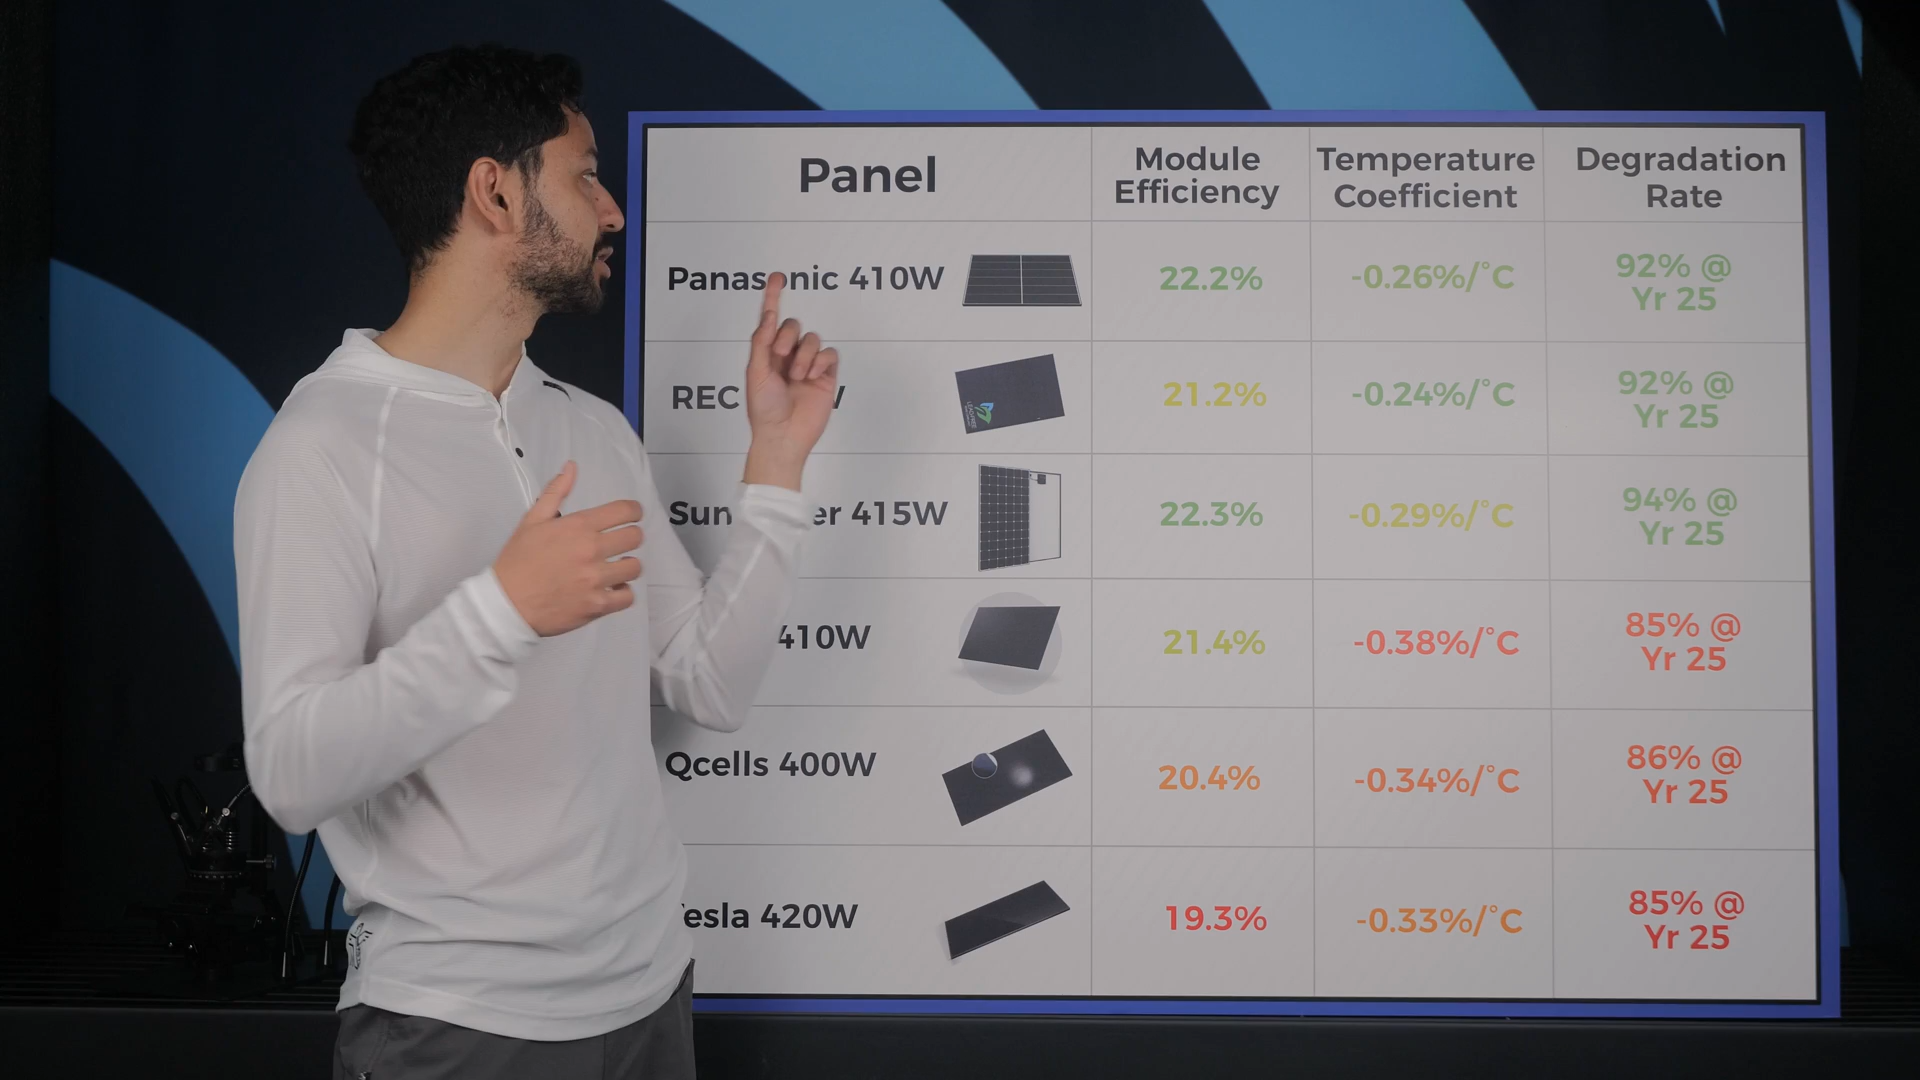 Panel
Module
Efficiency
Temperature
Coefficient
Degradation
Rate
Panasonic 410W
22.2%
-0.26%/°C
92% @
Yr 25
REC
21.2%
-0.24%/°C
92% @
Yr 25
415W
22.3%
-0.29%/°C
94% @
Yr 25
410W
21.4%
-0.38%/°C
85% @
Yr 25
Qcells 400W
20.4%
-0.34%/°C
86% @
Yr 25
Tesla 420W
19.3%
-0.33%/°C
85% @
Yr 25